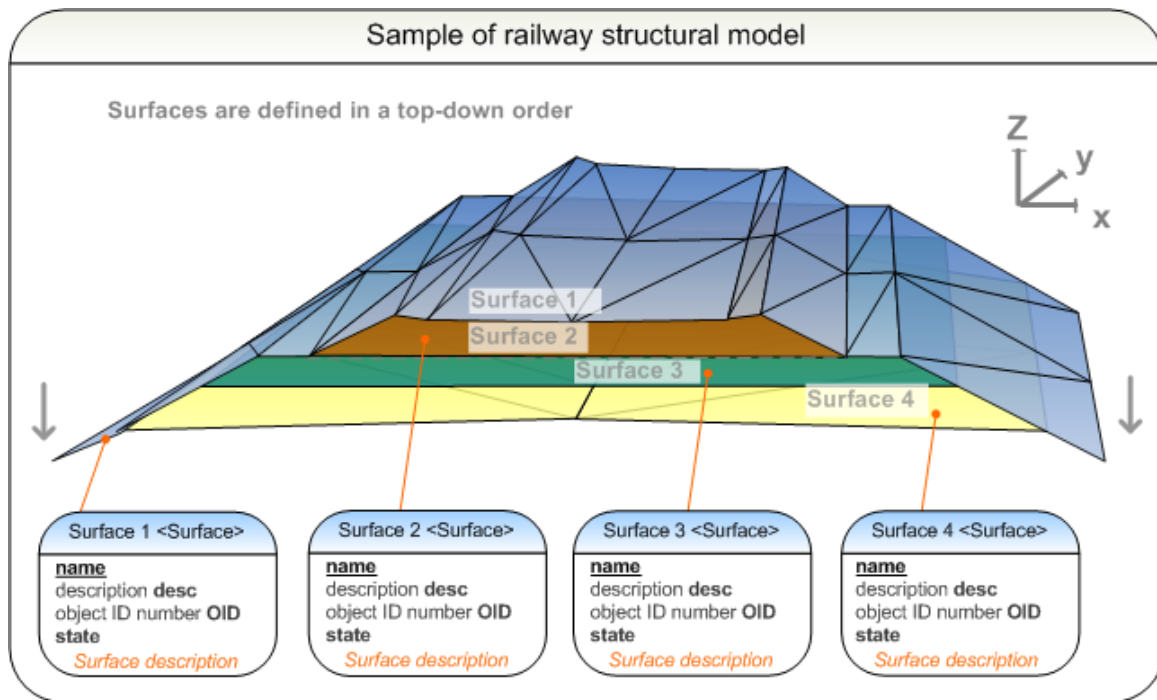 Sample of railway structural model
Surfaces are defined in a top-down order
Z
y
x
Surface 1
Surface 2
Surface 3
Surface 4
Surface 1 <Surface>
name
description desc
object ID number OID
state
Surface description
Surface 2 <Surface>
name
description desc
object ID number OID
state
Surface description
Surface 3 <Surface>
name
description desc
object ID number OID
state
Surface description
Surface 4 <Surface>
name
description desc
object ID number OID
state
Surface description